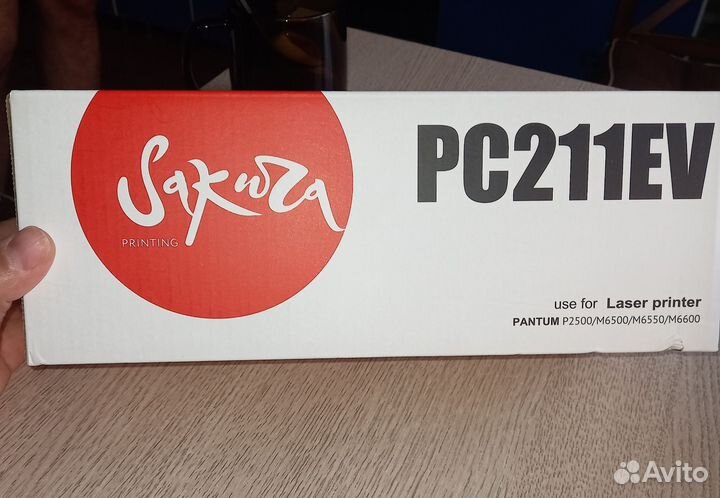 Sakura
PRINTING
PC211EV
use for Laser printer
PANTUM P2500/M6500/M6550/M6600
Avito